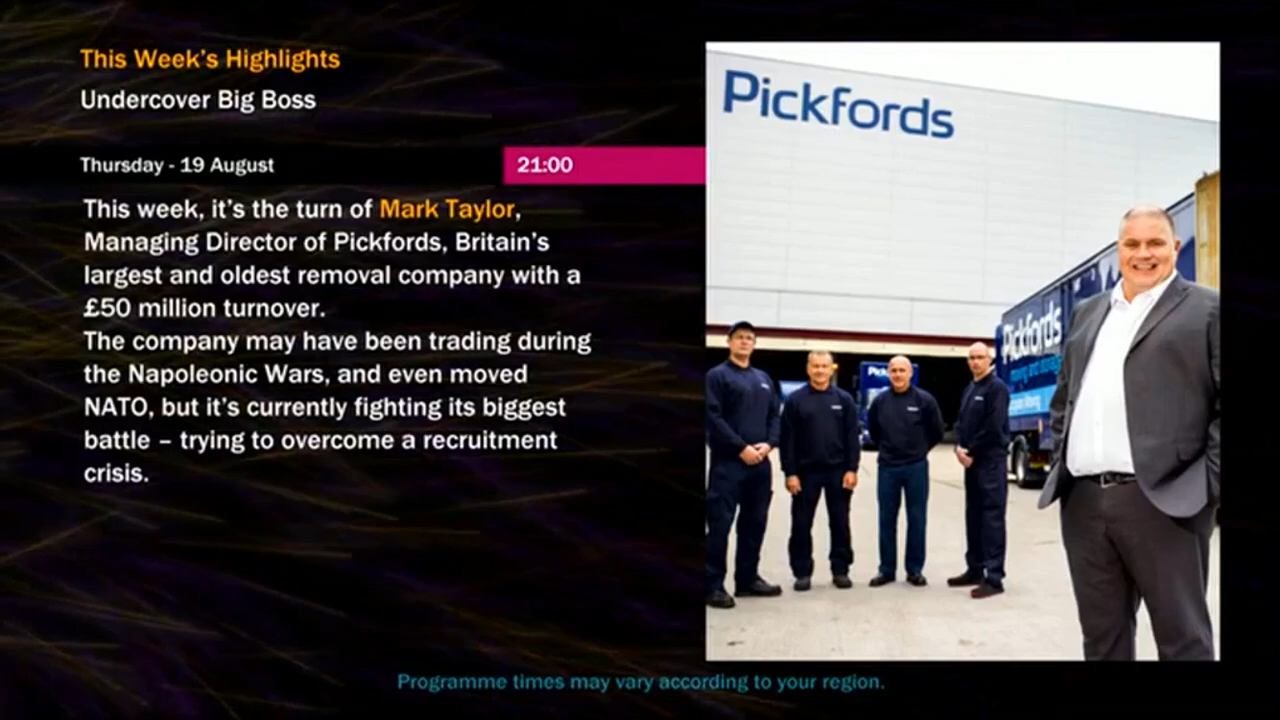 This Week's Highlights
Undercover Big Boss
Thursday - 19 August
21:00
This week, it's the turn of Mark Taylor,
Managing Director of Pickfords, Britain's
largest and oldest removal company with a
£50 million turnover.
The company may have been trading during
the Napoleonic Wars, and even moved
NATO, but it's currently fighting its biggest
battle – trying to overcome a recruitment
crisis.
Pickfords
Pickfords
moving and storage
Programme times may vary according to your region.